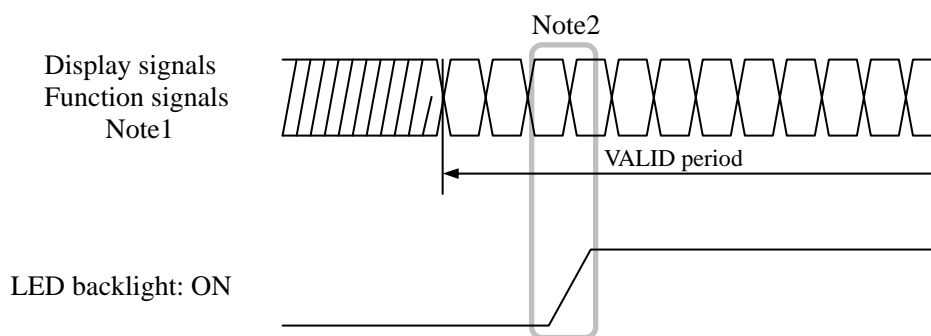 Note2
Display signals
Function signals
Note1
VALID period
LED backlight: ON